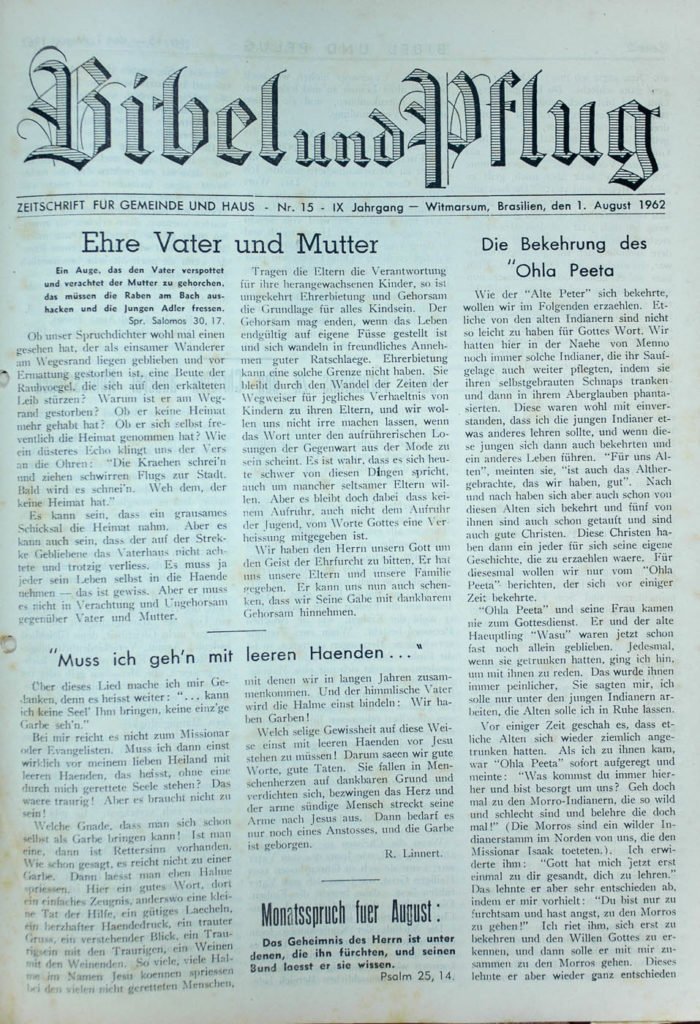 Bibel und Pflug
ZEITSCHRIFT FÜR GEMEINDE UND HAUS - Nr. 15 - IX Jahrgang — Witmarsum, Brasilien, den 1. August 1962
Ehre Vater und Mutter
Ein Auge, das den Vater verspottet
und verachtet der Mutter zu gehorchen,
das müssen die Raben am Bach aus-
hacken und die Jungen Adler fressen.
Spr. Salomos 30, 17.
Ob unser Spruchdichter wohl mal einen
gesehen hat, der als einsamer Wanderer
am Wegesrand liegen geblieben und vor
Ermattung gestorben ist, eine Beute der
Raubvoegel, die sich auf den erkalteten
Leib stürzen? Warum ist er am Weg-
rand gestorben? Ob er keine Heimat
mehr gehabt hat? Ob er sich selbst fre-
ventlich die Heimat genommen hat? Wie
ein düsteres Echo klingt uns der Vers
an die Ohren: "Die Kraehen schrei'n
und ziehen schwirren Flugs zur Stadt.
Bald wird es schnei'n. Weh dem, der
keine Heimat hat."
Es kann sein, dass ein grausames
Schicksal die Heimat nahm. Aber es
kann auch sein, dass der auf der Strek-
ke Gebliebene das Vaterhaus nicht ach-
tete und trotzig verliess. Es muss ja
jeder sein Leben selbst in die Haende
nehmen — das ist gewiss. Aber er muss
es nicht in Verachtung und Ungehorsam
gegenüber Vater und Mutter.
Tragen die Eltern die Verantwortung
für ihre herangewachsenen Kinder, so ist
umgekehrt Ehrerbietung und Gehorsam
die Grundlage für alles Kindsein. Der
Gehorsam mag enden, wenn das Leben
endgültig auf eigene Füsse gestellt ist
und sich wandeln in freundliches Anneh-
men guter Ratschlaege. Ehrerbietung
kann eine solche Grenze nicht haben. Sie
bleibt durch den Wandel der Zeiten der
Wegweiser für jegliches Verhaeltnis von
Kindern zu ihren Eltern, und wir wol-
len uns nicht irre machen lassen, wenn
das Wort unter den aufrührerischen Lo-
sungen der Gegenwart aus der Mode zu
sein scheint. Es ist wahr, dass es sich heu-
te schwer von diesen Dingen spricht,
auch um mancher seltsamer Eltern wil-
len. Aber es bleibt doch dabei dass kei-
nem Aufruhr, auch nicht dem Aufruhr
der Jugend, vom Worte Gottes eine Ver-
heissung mitgegeben ist.
Wir haben den Herrn unsern Gott um
den Geist der Ehrfurcht zu bitten, Er hat
uns unsere Eltern und unsere Familie
gegeben. Er kann uns nun auch schen-
ken, dass wir Seine Gabe mit dankbarem
Gehorsam hinnehmen.
"Muss ich geh'n mit leeren Haenden . . . "
Über dieses Lied mache ich mir Ge-
danken, denn es heisst weiter: ". . . kann
ich keine Seel' Ihm bringen, keine einz'ge
Garbe seh'n."
Bei mir reicht es nicht zum Missionar
oder Evangelisten. Muss ich dann einst
wirklich vor meinem lieben Heiland mit
leeren Haenden, das heisst, ohne eine
durch mich gerettete Seele stehen? Das
waere traurig! Aber es braucht nicht zu
sein!
Welche Gnade, dass man sich schon
selbst als Garbe bringen kann! Ist man
eine, dann ist Rettersinn vorhanden.
Wie schon gesagt, es reicht nicht zu einer
Garbe. Dann laesst man eben Halme
spriessen. Hier ein gutes Wort, dort
ein einfaches Zeugnis, anderswo eine klei-
ne Tat der Hilfe, ein gütiges Laecheln,
ein herzhafter Haendedruck, ein trauter
Gruss, ein verstehender Blick, ein Trau-
rigsein mit den Traurigen, ein Weinen
mit den Weinenden. So viele, viele Hal-
me im Namen Jesu koennen spriessen
bei den vielen nicht geretteten Menschen,
mit denen wir in langen Jahren zusam-
menkommen. Und der himmlische Vater
wird die Halme einst bindeln: Wir ha-
ben Garben!
Welch selige Gewissheit auf diese Wei-
se einst mit leeren Haenden vor Jesu
stehen zu müssen! Darum saeen wir gute
Worte, gute Taten. Sie fallen in Men-
schenherzen auf dankbaren Grund und
verdichten sich, bezwingen das Herz und
der arme sündige Mensch streckt seine
Arme nach Jesus aus. Dann bedarf es
nur noch eines Anstosses, und die Garbe
ist geborgen.
R. Linnert.
Monatsspruch fuer August:
Das Geheimnis des Herrn ist unter
denen, die ihn fürchten, und seinen
Bund laesst er sie wissen.
Psalm 25, 14.
Die Bekehrung des
"Ohla Peeta
Wie der "Alte Peter" sich bekehrte,
wollen wir im Folgenden erzaehlen. Et-
liche von den alten Indianern sind nicht
so leicht zu haben für Gottes Wort. Wir
hatten hier in der Naehe von Menno
noch immer solche Indianer, die ihr Sauf-
gelage auch weiter pflegten, indem sie
ihren selbstgebrauten Schnaps tranken
und dann in ihrem Aberglauben phanta-
sierten. Diese waren wohl mit einver-
standen, dass ich die jungen Indianer et-
was anderes lehren sollte, und wenn die-
se jungen sich dann auch bekehrten und
ein anderes Leben führen. "Für uns Al-
ten", meinten sie, "ist auch das Alther-
gebrachte, das wir haben, gut". Nach
und nach haben sich aber auch schon von
diesen Alten sich bekehrt und fünf von
ihnen sind auch schon getauft und sind
auch gute Christen. Diese Christen ha-
ben dann ein jeder für sich seine eigene
Geschichte, die zu erzaehlen waere. Für
diesesmal wollen wir nur vom "Ohla
Peeta" berichten, der sich vor einiger
Zeit bekehrte.
"Ohla Peeta" und seine Frau kamen
nie zum Gottesdienst. Er und der alte
Haeuptling "Wasu" waren jetzt schon
fast noch allein geblieben. Jedesmal,
wenn sie getrunken hatten, ging ich hin,
um mit ihnen zu reden. Das wurde ihnen
immer peinlicher, Sie sagten mir, ich
solle nur unter den jungen Indianern ar-
beiten, die Alten solle ich in Ruhe lassen.
Vor einiger Zeit geschah es, dass et-
liche Alten sich wieder ziemlich ange-
trunken hatten. Als ich zu ihnen kam,
war "Ohla Peeta" sofort aufgeregt und
meinte: "Was kommst du immer hier-
her und bist besorgt um uns? Geh doch
mal zu den Morro-Indianern, die so wild
und schlecht sind und belehre die doch
mal!" (Die Morros sind ein wilder In-
dianerstamm im Norden von uns, die den
Missionar Isaak toeteten.). Ich erwi-
derte ihm: "Gott hat mich jetzt erst
einmal zu dir gesandt, dich zu lehren."
Das lehnte er aber sehr entschieden ab,
indem er mir vorhielt: "Du bist nur zu
furchtsam und hast angst, zu den Morros
zu gehen!" Ich riet ihm, sich erst zu
bekehren und den Willen Gottes zu er-
kennen, und dann solle er mit mir zu-
sammen zu den Morros gehen. Dieses
lehnte er aber wieder ganz entschieden